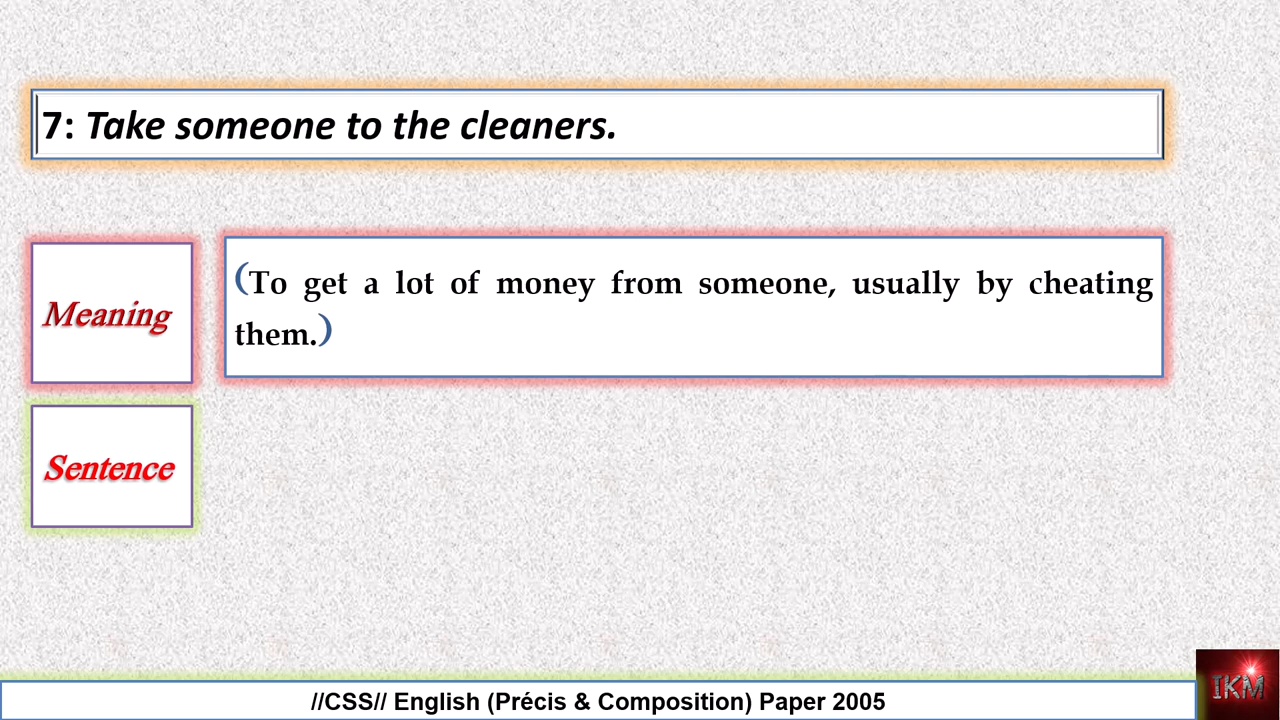 7: Take someone to the cleaners.
Meaning
(To get a lot of money from someone, usually by cheating
them.)
Sentence
//CSS// English (Précis & Composition) Paper 2005
IKM